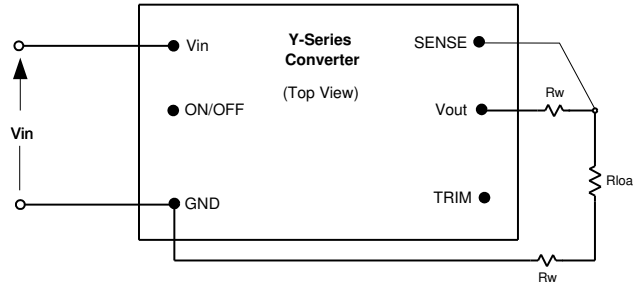 Y-Series
Converter
(Top View)
Vin
SENSE
Rw
ON/OFF
Vout
Vin
Rloa
GND
TRIM
Rw